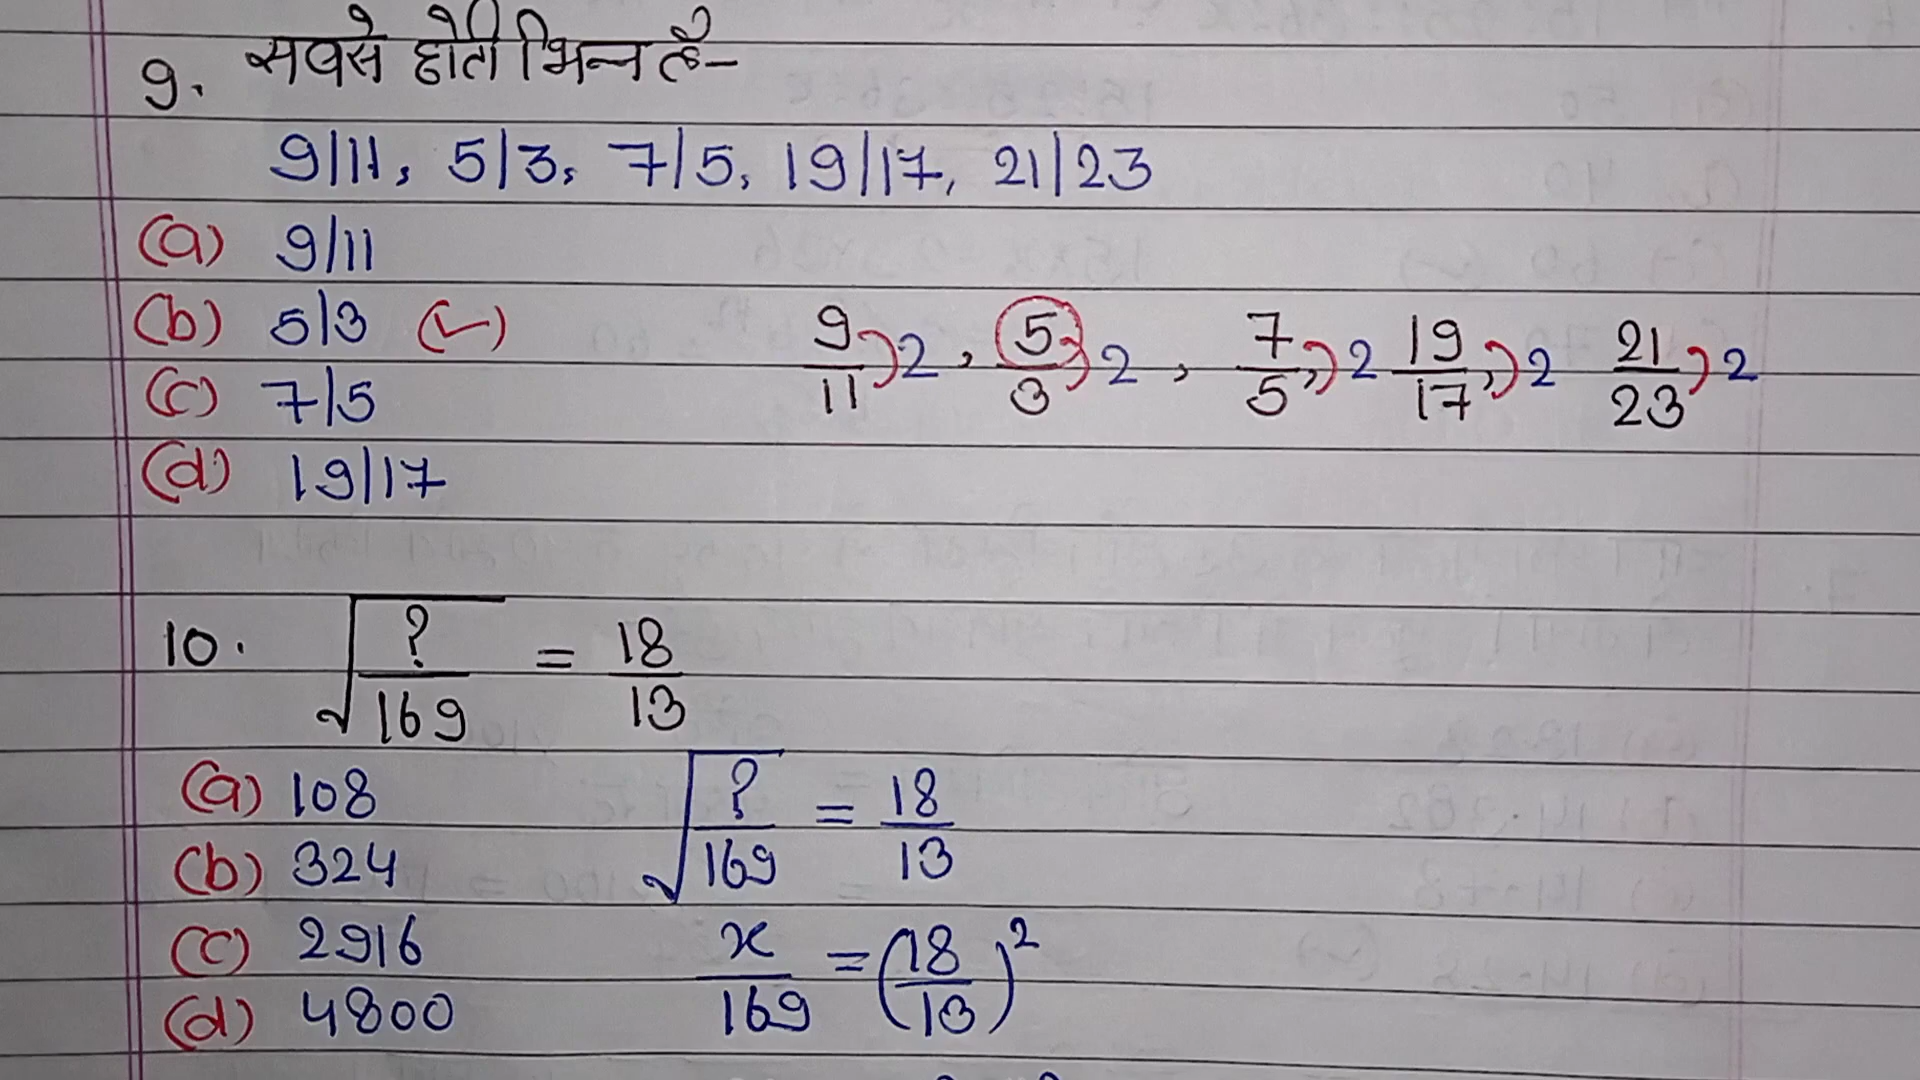 9. सबसे होती भिन्न है-
9/11, 5/3, 7/5, 19/17, 21/23
(a) 9/11
(b) 5/3 (✓)
9/11)2, 5/3)2, 7/5,)2 19/17,)2 21/23)2
(c) 7/5
(d) 19/17
10. √?/169 = 18/13
(a) 108
√?/169 = 18/13
(b) 324
(c) 2916
x/169 = (18/13)²
(d) 4800